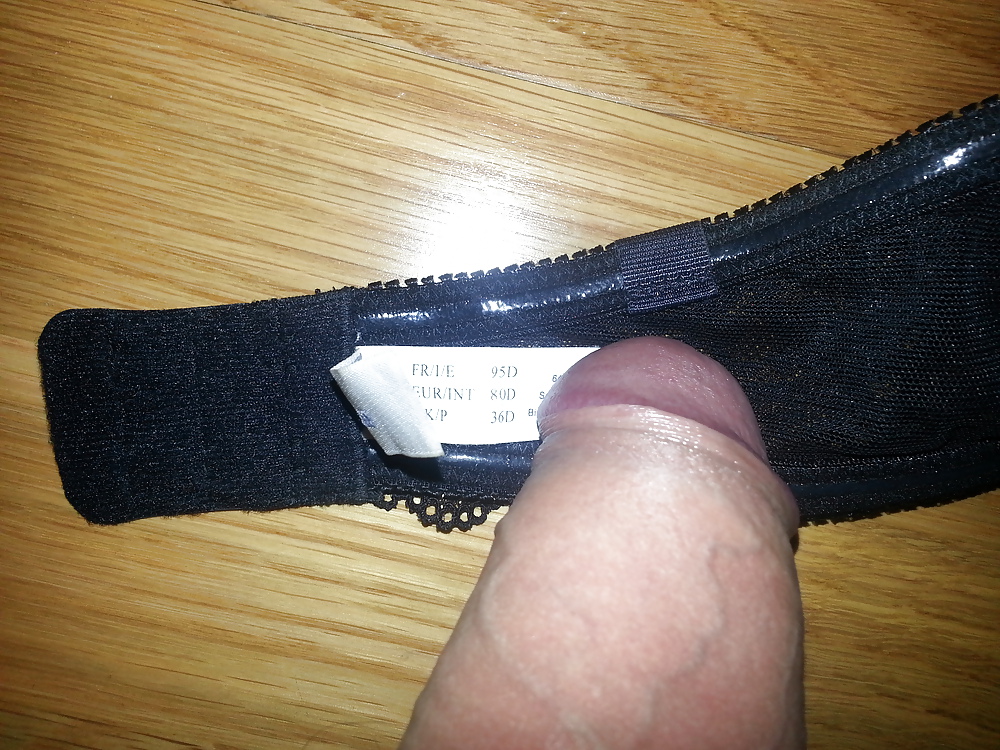 FR/I/E 95D
EUR/INT 80D
K/P 36D